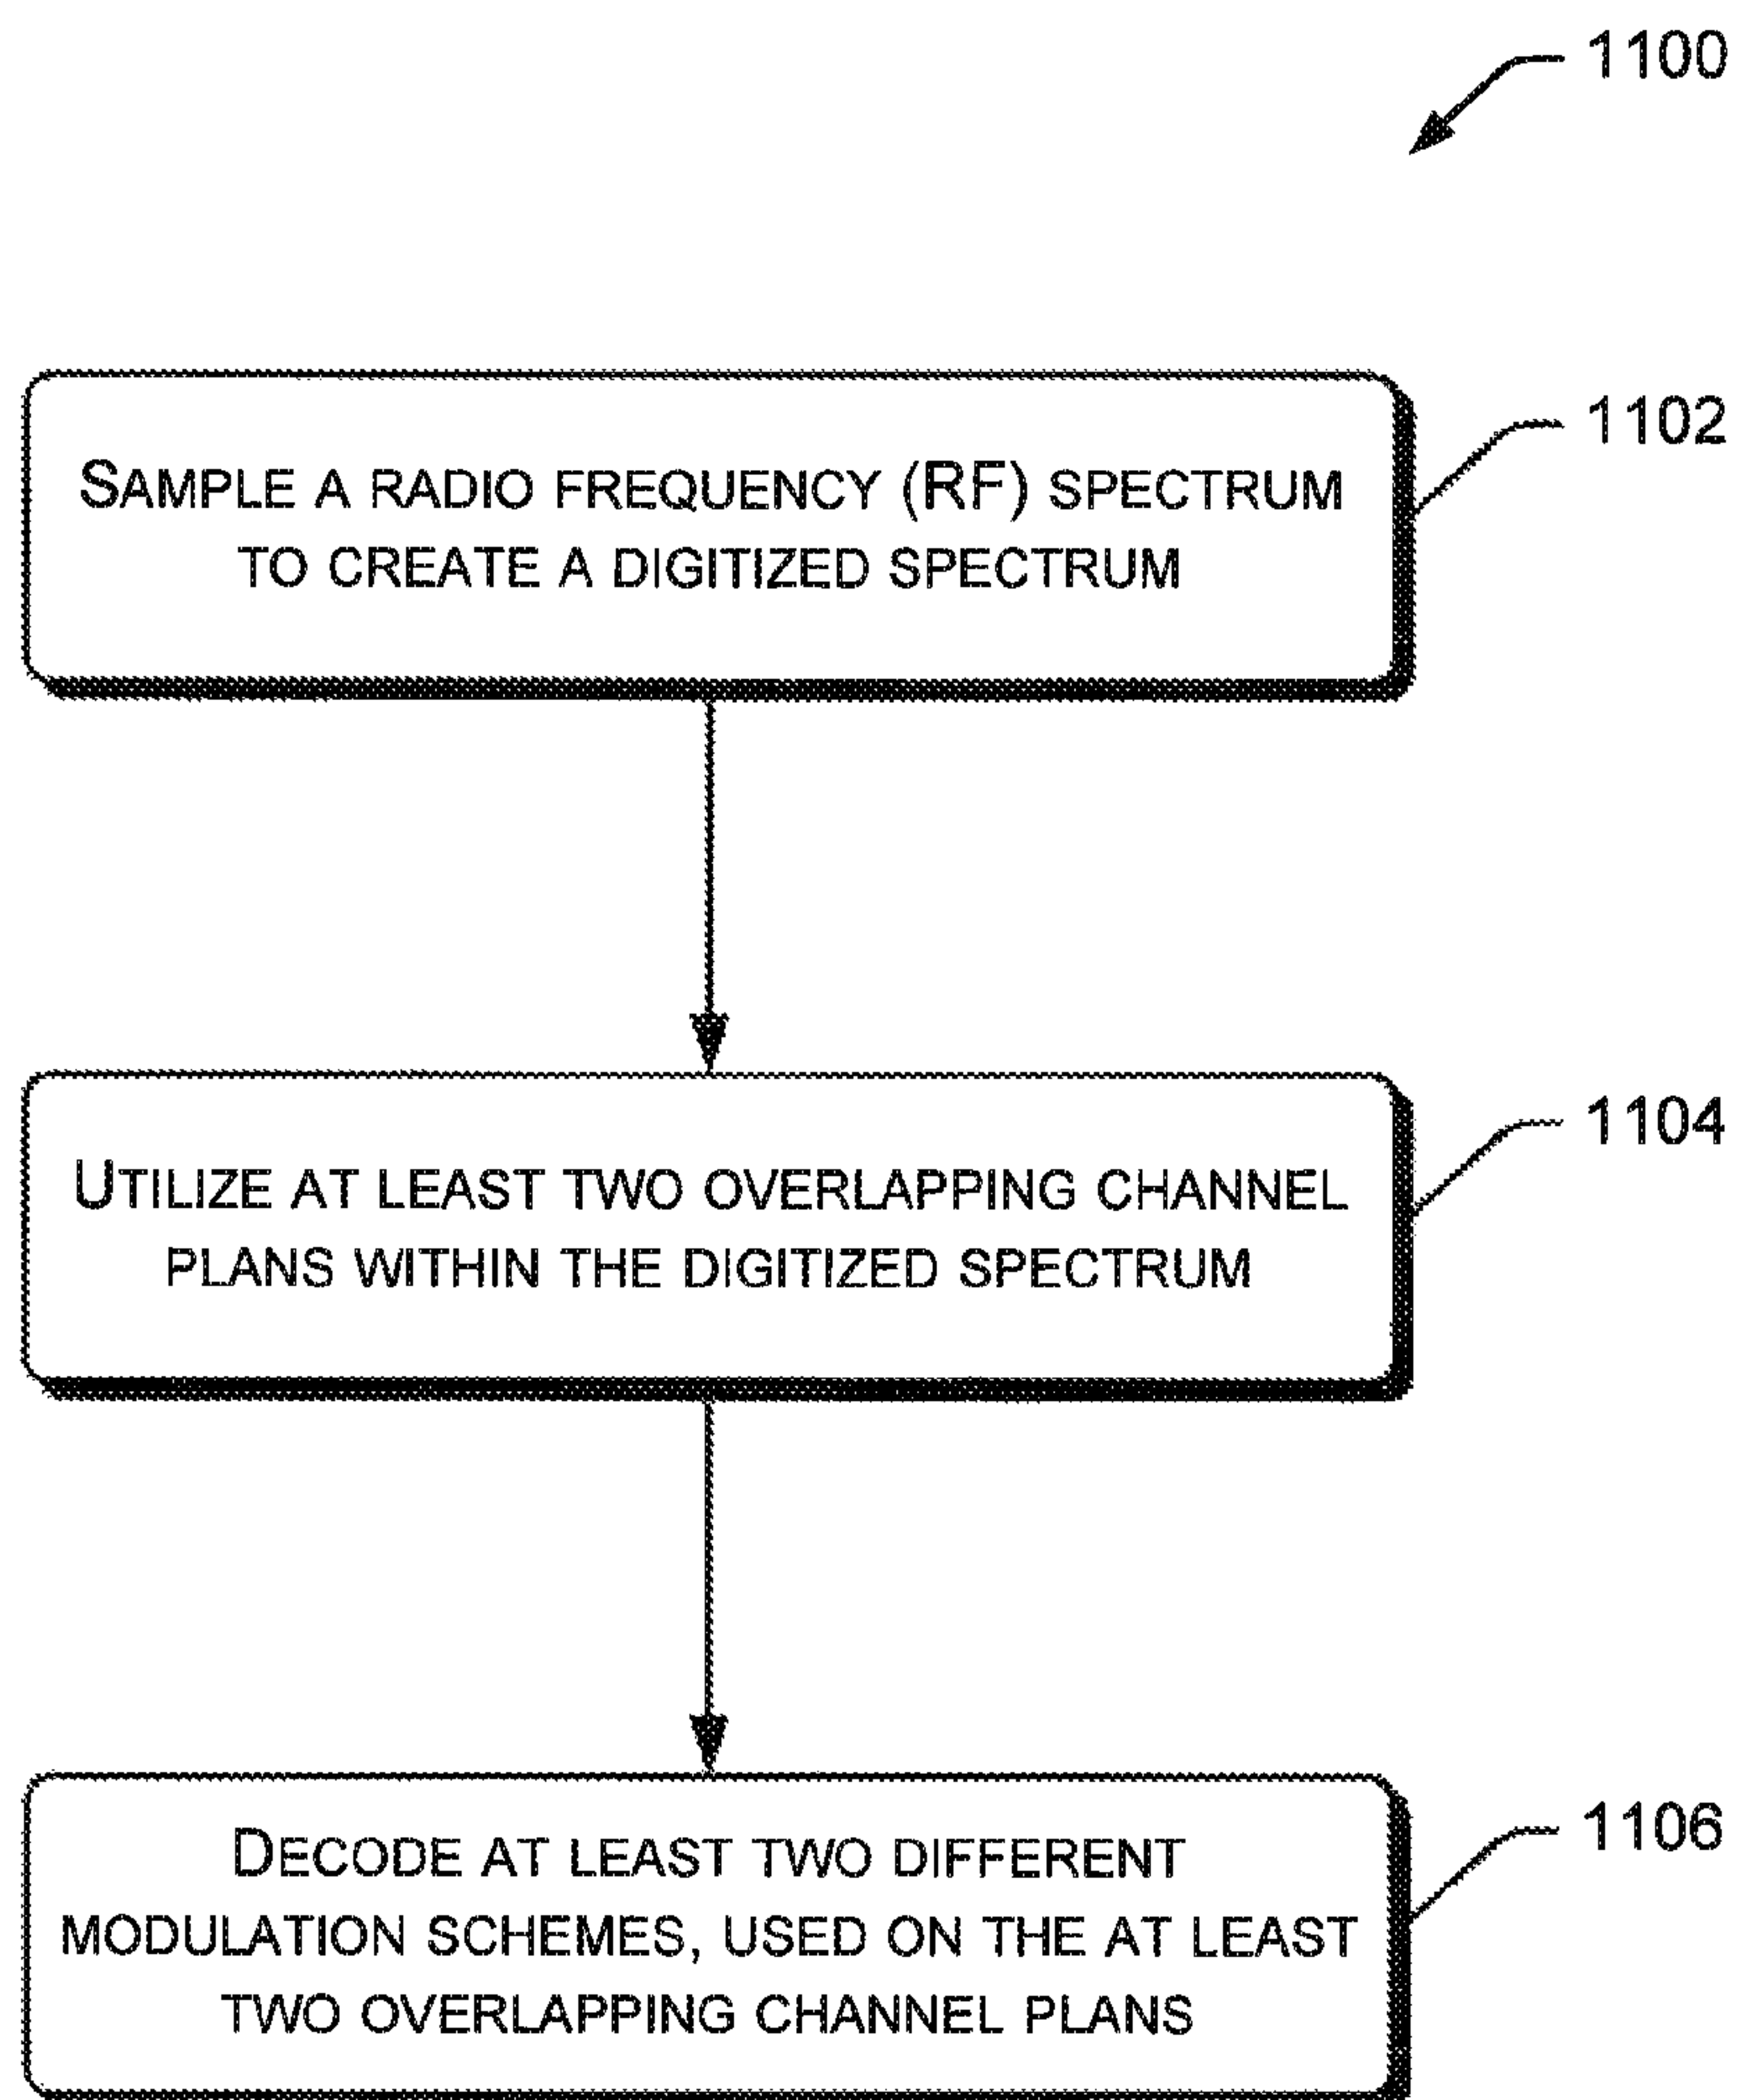 1100
1102
SAMPLE A RADIO FREQUENCY (RF) SPECTRUM
TO CREATE A DIGITIZED SPECTRUM
1104
UTILIZE AT LEAST TWO OVERLAPPING CHANNEL
PLANS WITHIN THE DIGITIZED SPECTRUM
1106
DECODE AT LEAST TWO DIFFERENT
MODULATION SCHEMES, USED ON THE AT LEAST
TWO OVERLAPPING CHANNEL PLANS